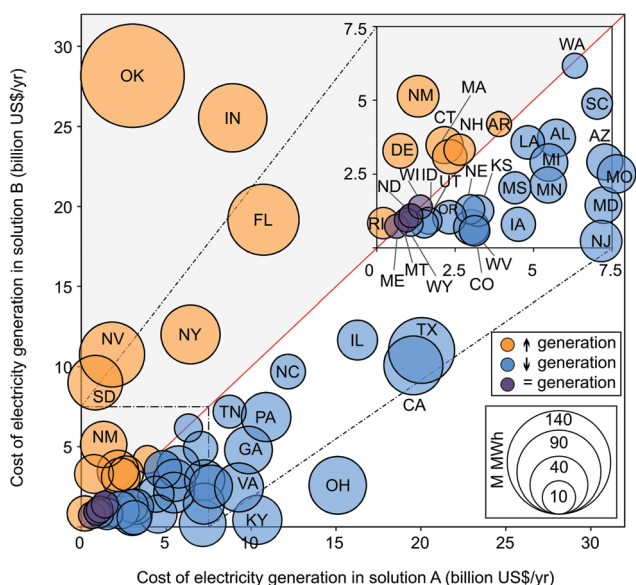 Cost of electricity generation in solution B (billion US$/yr)
30
25
20
15
10
5
0
OK
IN
FL
NV
NY
SD
NM
IL
TX
NC
CA
TN
PA
GA
VA
OH
KY
0
5
10
15
20
25
30
Cost of electricity generation in solution A (billion US$/yr)
7.5
5
2.5
0
WA
NM
MA
SC
CT
NH
AR
LA
AL
AZ
DE
MI
MO
WI
ID
UT
NE
KS
ND
MS
MN
OR
MD
RI
IA
NJ
0
2.5
5
7.5
ME
MT
WY
CO
WV
↑ generation
↓ generation
= generation
M MWh
140
90
40
10